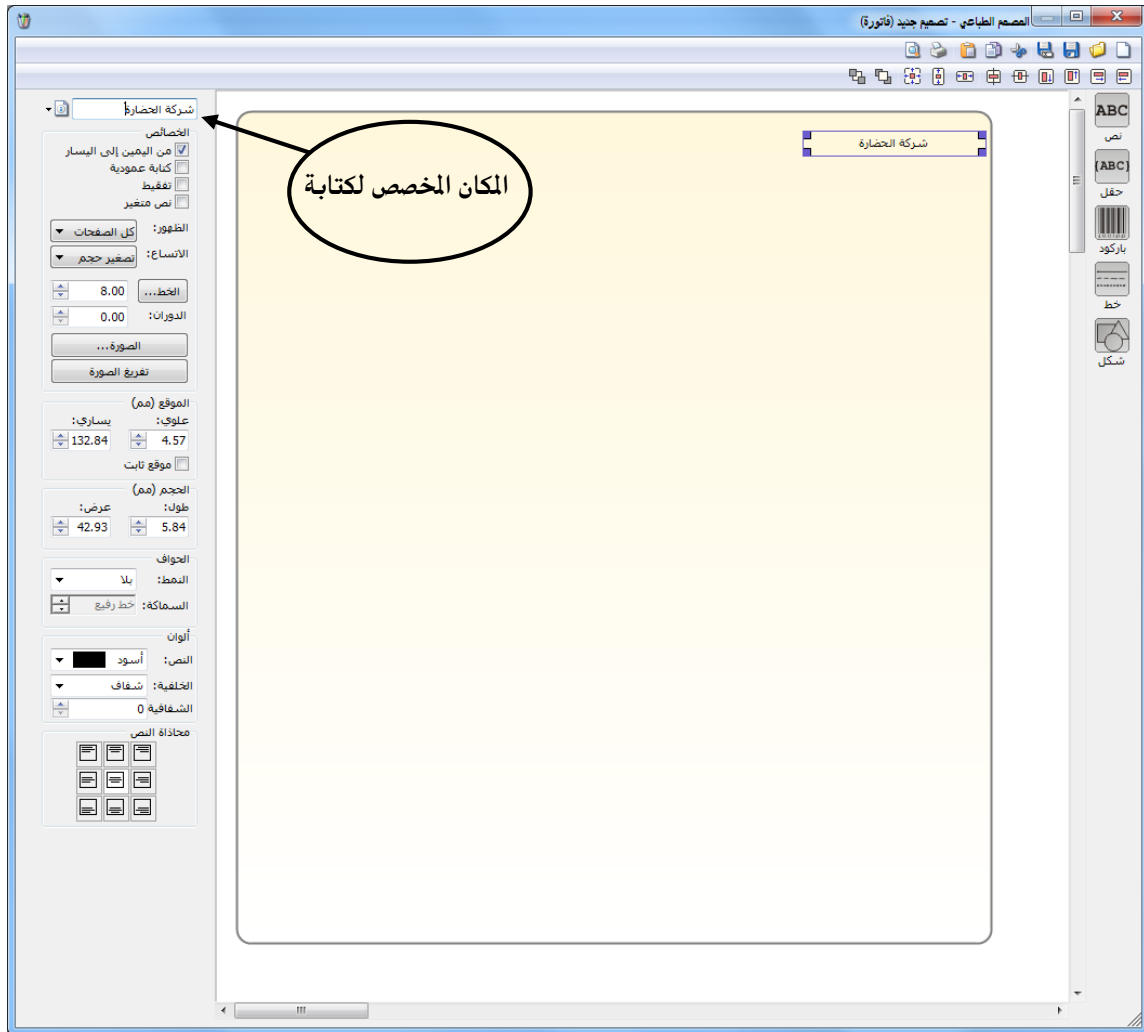 المصمم الطباعي - تصميم جديد (فاتورة)
ABC
نص
{ABC}
حقل
باركود
خط
شكل
شركة الحضارة
المكان المخصص لكتابة
شركة الحضارة
الخصائص
من اليمين إلى اليسار
كتابة عمودية
تفقيط
نص متغير
الظهور: كل الصفحات
الاتساع: تصغير حجم
الخط... 8.00
الدوران: 0.00
الصورة...
تفريغ الصورة
الموقع (مم)
علوي: يساري:
4.57 132.84
موقع ثابت
الحجم (مم)
طول: عرض:
5.84 42.93
الحواف
النمط: بلا
السماكة: خط رفيع
ألوان
النص: أسود
الخلفية: شفاف
الشفافية 0
محاذاة النص